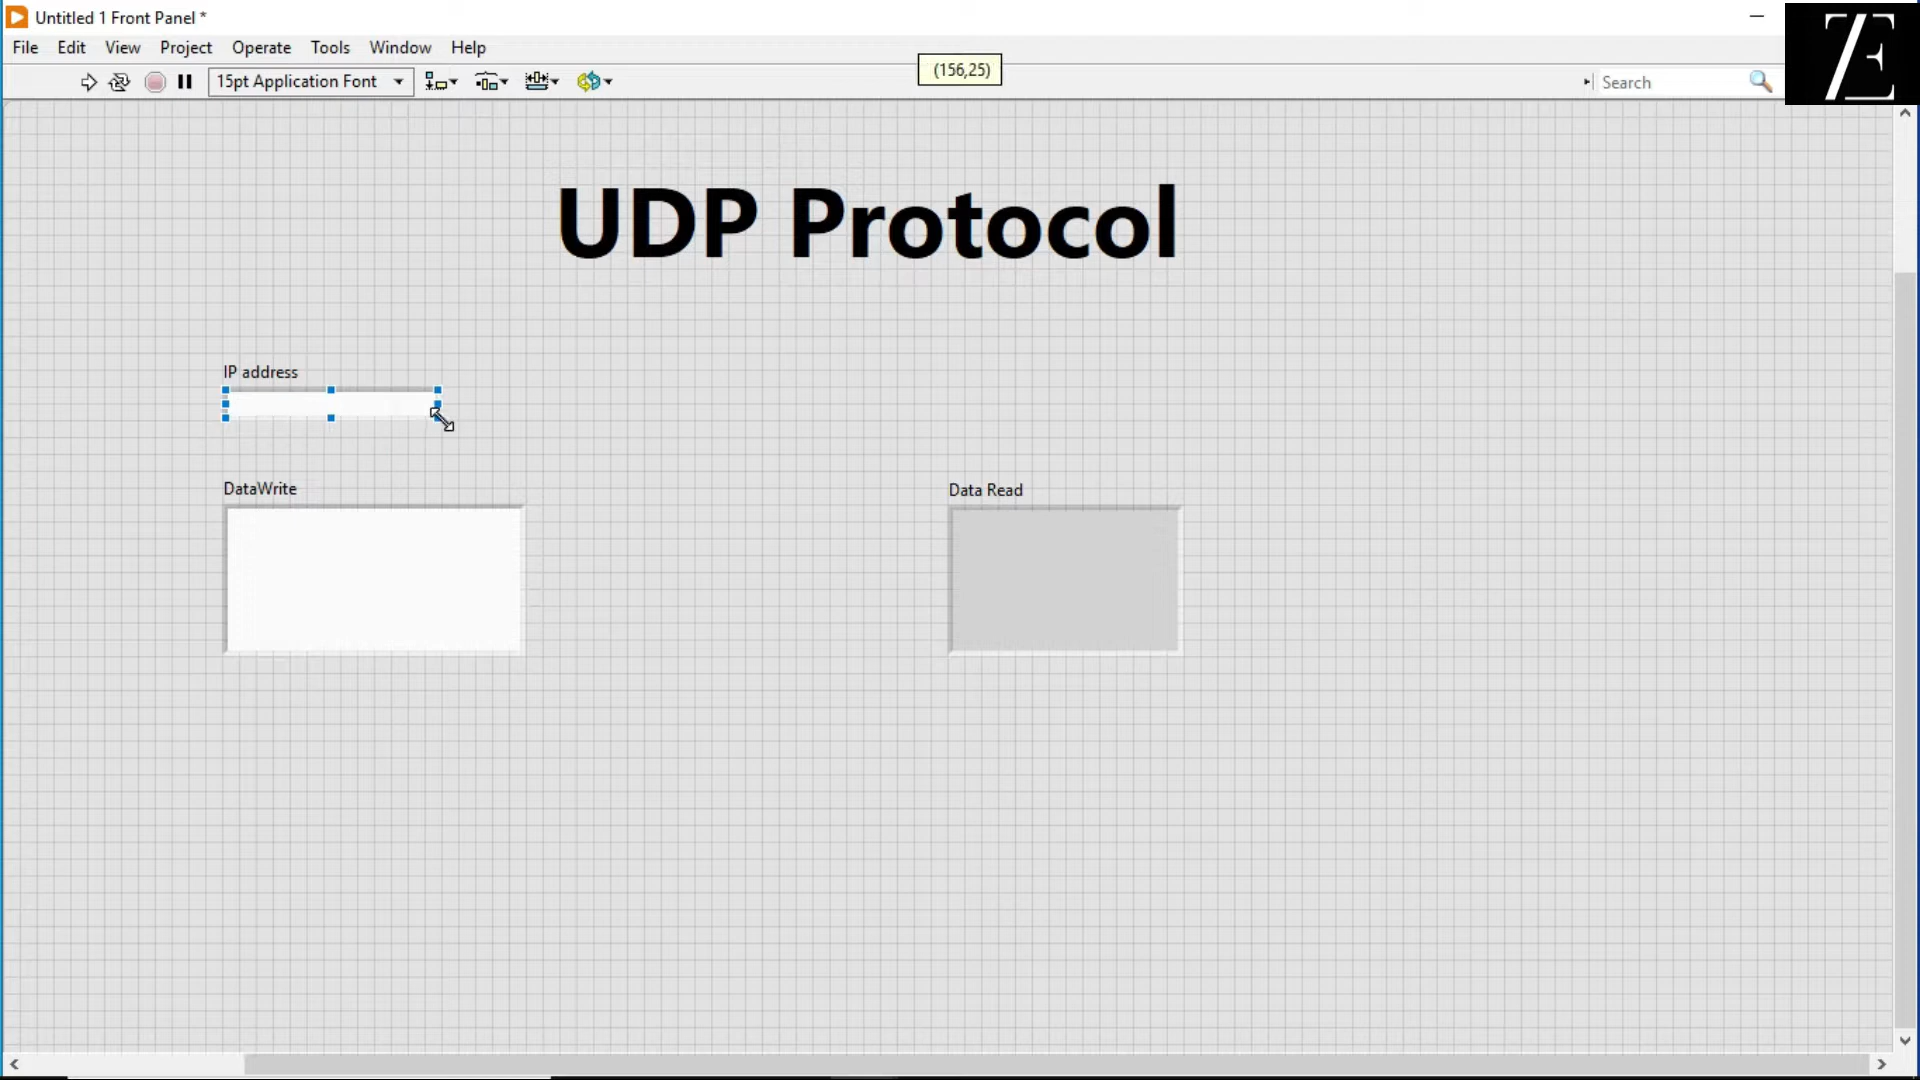 Untitled 1 Front Panel *
File Edit View Project Operate Tools Window Help
15pt Application Font
(156,25)
Search
ZE
UDP Protocol
IP address
DataWrite
Data Read